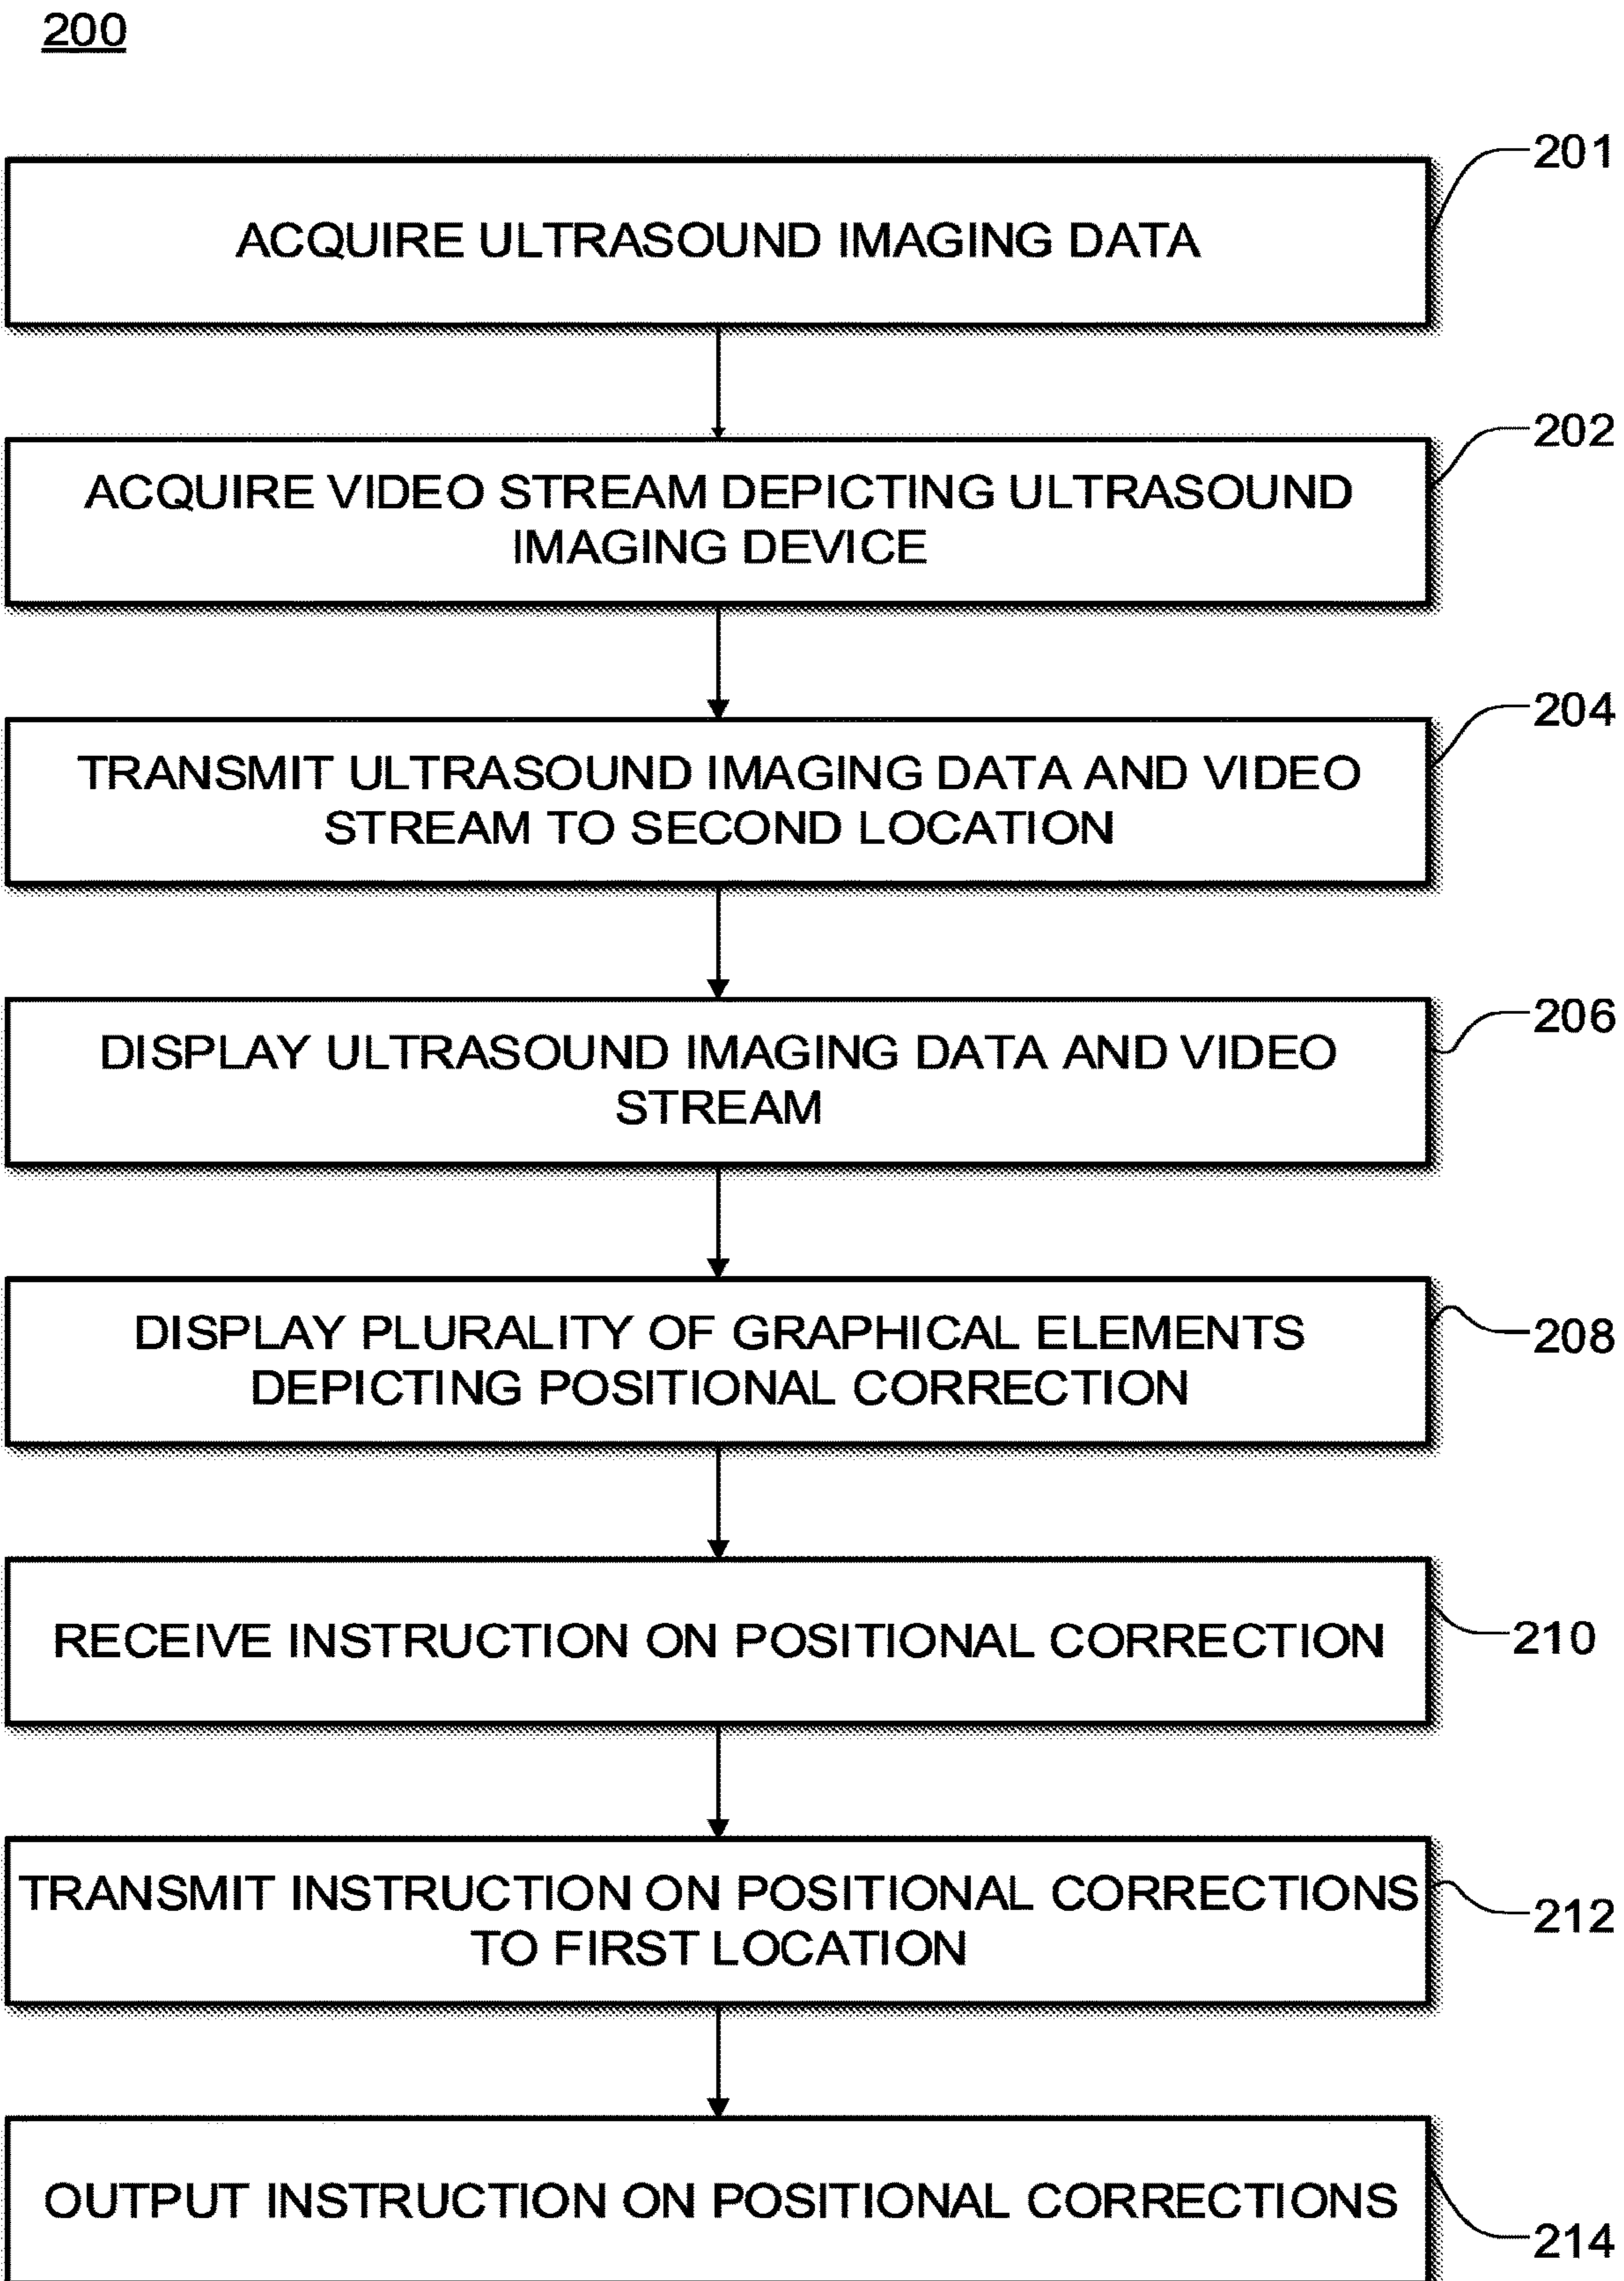 200
201
ACQUIRE ULTRASOUND IMAGING DATA
202
ACQUIRE VIDEO STREAM DEPICTING ULTRASOUND
IMAGING DEVICE
204
TRANSMIT ULTRASOUND IMAGING DATA AND VIDEO
STREAM TO SECOND LOCATION
206
DISPLAY ULTRASOUND IMAGING DATA AND VIDEO
STREAM
208
DISPLAY PLURALITY OF GRAPHICAL ELEMENTS
DEPICTING POSITIONAL CORRECTION
RECEIVE INSTRUCTION ON POSITIONAL CORRECTION
210
TRANSMIT INSTRUCTION ON POSITIONAL CORRECTIONS
TO FIRST LOCATION
212
OUTPUT INSTRUCTION ON POSITIONAL CORRECTIONS
214